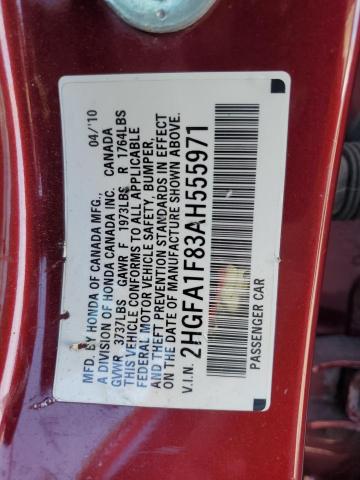 MFD. BY HONDA OF CANADA MFG., 04/'10
A DIVISION OF HONDA CANADA INC., CANADA
GVWR 3737LBS GAWR F 1973LBS R 1764LBS
THIS VEHICLE CONFORMS TO ALL APPLICABLE
FEDERAL MOTOR VEHICLE SAFETY, BUMPER,
AND THEFT PREVENTION STANDARDS IN EFFECT
ON THE DATE OF MANUFACTURE SHOWN ABOVE.
V.I.N. 2HGFA1F83AH555971
PASSENGER CAR